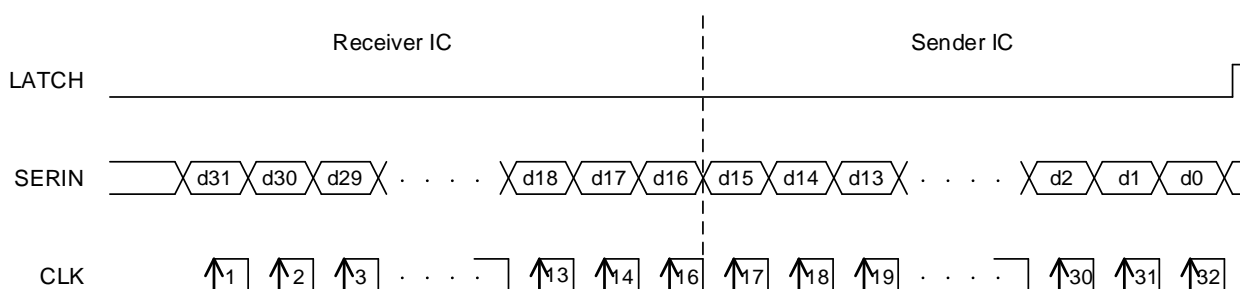 Receiver IC Sender IC
LATCH
SERIN d31 d30 d29 . . . . d18 d17 d16 d15 d14 d13 . . . . d2 d1 d0
CLK 1 2 3 . . . . 13 14 16 17 18 19 . . . . 30 31 32